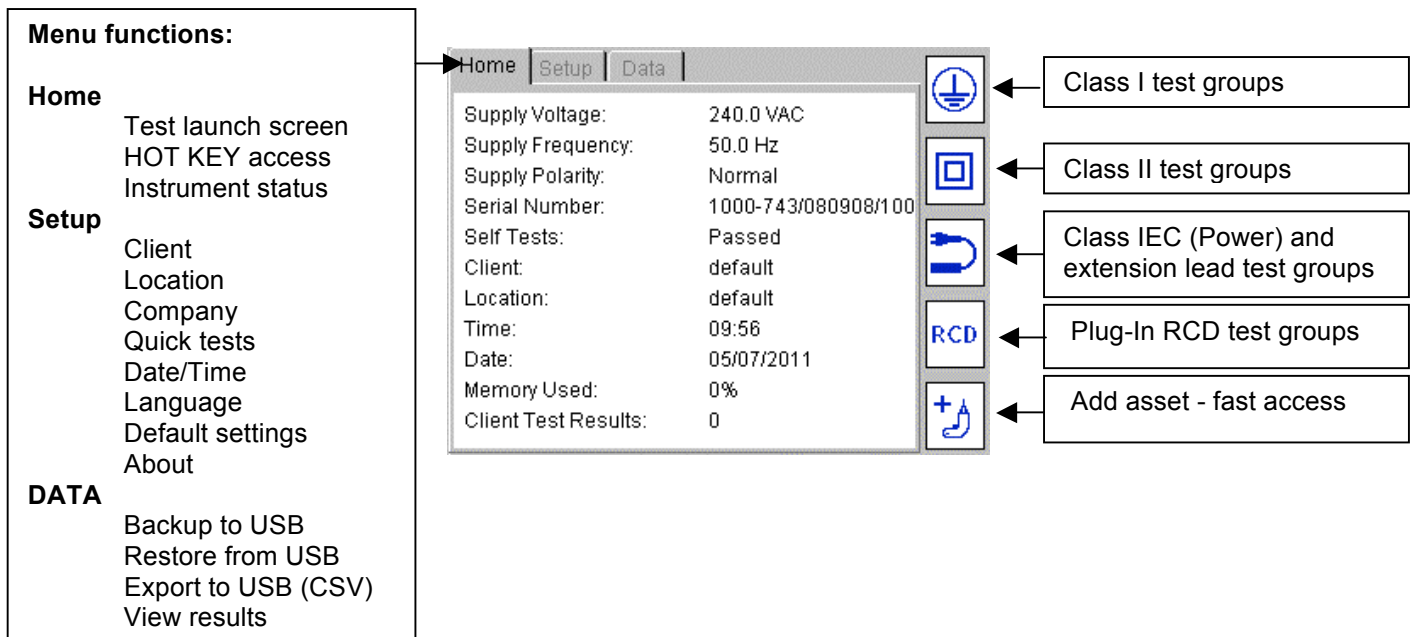 Menu functions:
Home
Test launch screen
HOT KEY access
Instrument status
Setup
Client
Location
Company
Quick tests
Date/Time
Language
Default settings
About
DATA
Backup to USB
Restore from USB
Export to USB (CSV)
View results
Home Setup Data
Supply Voltage: 240.0 VAC
Supply Frequency: 50.0 Hz
Supply Polarity: Normal
Serial Number: 1000-743/080908/100
Self Tests: Passed
Client: default
Location: default
Time: 09:56
Date: 05/07/2011
Memory Used: 0%
Client Test Results: 0
RCD
Class I test groups
Class II test groups
Class IEC (Power) and
extension lead test groups
Plug-In RCD test groups
Add asset - fast access